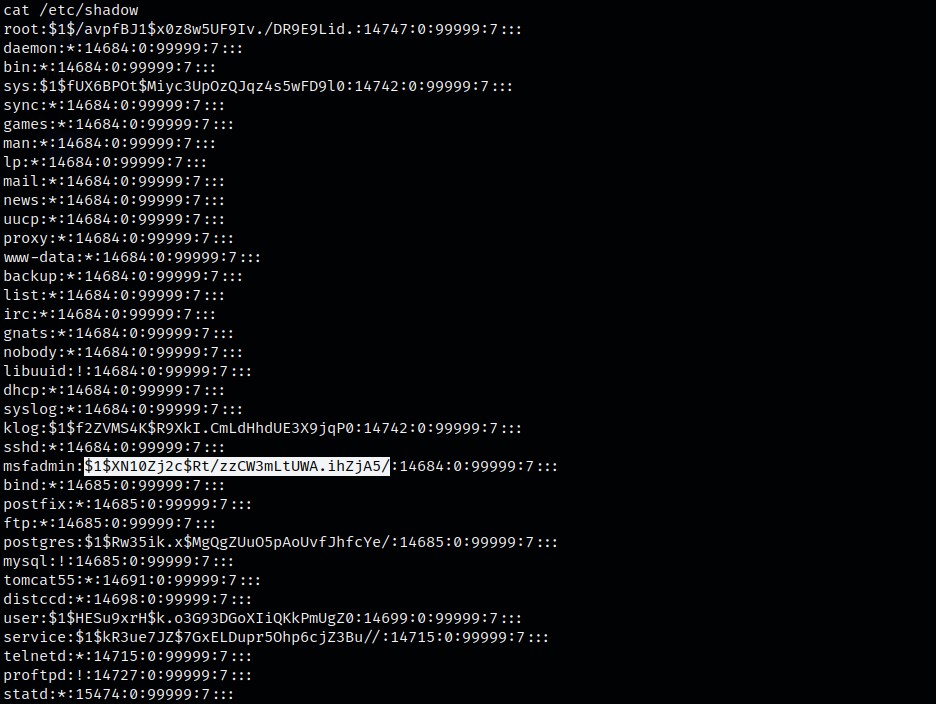 cat /etc/shadow
root:$1$/avpfBJ1$x0z8w5UF9Iv./DR9E9Lid.:14747:0:99999:7:::
daemon:*:14684:0:99999:7:::
bin:*:14684:0:99999:7:::
sys:$1$fUX6BPOt$Miyc3UpOzQJqz4s5wFD9l0:14742:0:99999:7:::
sync:*:14684:0:99999:7:::
games:*:14684:0:99999:7:::
man:*:14684:0:99999:7:::
lp:*:14684:0:99999:7:::
mail:*:14684:0:99999:7:::
news:*:14684:0:99999:7:::
uucp:*:14684:0:99999:7:::
proxy:*:14684:0:99999:7:::
www-data:*:14684:0:99999:7:::
backup:*:14684:0:99999:7:::
list:*:14684:0:99999:7:::
irc:*:14684:0:99999:7:::
gnats:*:14684:0:99999:7:::
nobody:*:14684:0:99999:7:::
libuuid:!:14684:0:99999:7:::
dhcp:*:14684:0:99999:7:::
syslog:*:14684:0:99999:7:::
klog:$1$f2ZVMS4K$R9XkI.CmLdHhdUE3X9jqP0:14742:0:99999:7:::
sshd:*:14684:0:99999:7:::
msfadmin:$1$XN10Zj2c$Rt/zzCW3mLtUWA.ihZjA5/:14684:0:99999:7:::
bind:*:14685:0:99999:7:::
postfix:*:14685:0:99999:7:::
ftp:*:14685:0:99999:7:::
postgres:$1$Rw35ik.x$MgQgZUuO5pAoUvfJhfcYe/:14685:0:99999:7:::
mysql:!:14685:0:99999:7:::
tomcat55:*:14691:0:99999:7:::
distccd:*:14698:0:99999:7:::
user:$1$HESu9xrH$k.o3G93DGoXIiQKkPmUgZ0:14699:0:99999:7:::
service:$1$kR3ue7JZ$7GxELDupr5Ohp6cjZ3Bu//:14715:0:99999:7:::
telnetd:*:14715:0:99999:7:::
proftpd:!:14727:0:99999:7:::
statd:*:15474:0:99999:7:::